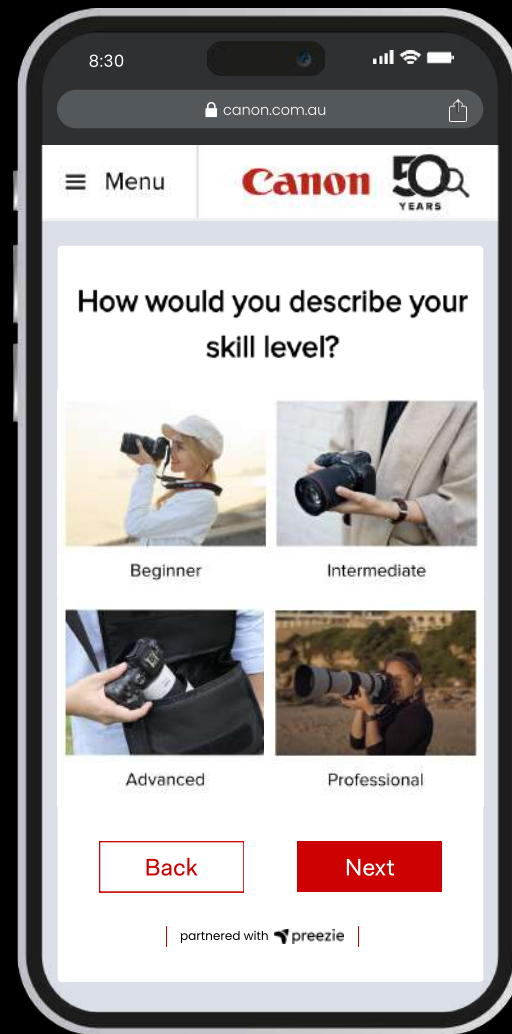 8:30
canon.com.au
Menu
Canon
50
YEARS
How would you describe your
skill level?
Beginner
Intermediate
Advanced
Professional
Back
Next
partnered with preezie